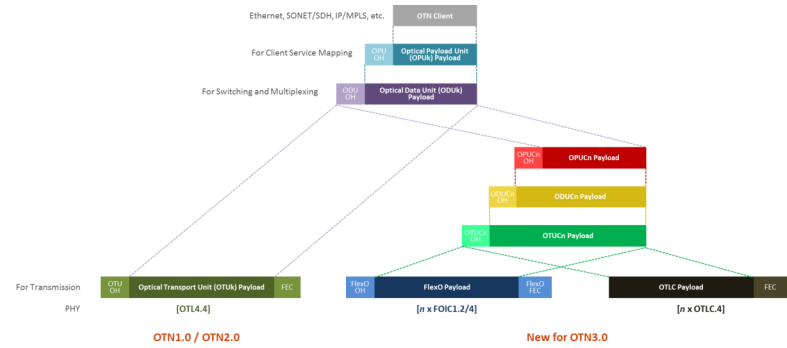 Ethernet, SONET/SDH, IP/MPLS, etc.
OTN Client
For Client Service Mapping
OPU
OH
Optical Payload Unit
(OPUk) Payload
For Switching and Multiplexing
ODU
OH
Optical Data Unit (ODUk)
Payload
OPUCn
OH
OPUCn Payload
ODUCn
OH
ODUCn Payload
OTUCn
OH
OTUCn Payload
For Transmission
OTU
OH
Optical Transport Unit (OTUk) Payload
FEC
FlexO
OH
FlexO Payload
FlexO
FEC
OTLC Payload
FEC
PHY
[OTL4.4]
[n x FOIC1.2/4]
[n x OTLC.4]
OTN1.0 / OTN2.0
New for OTN3.0